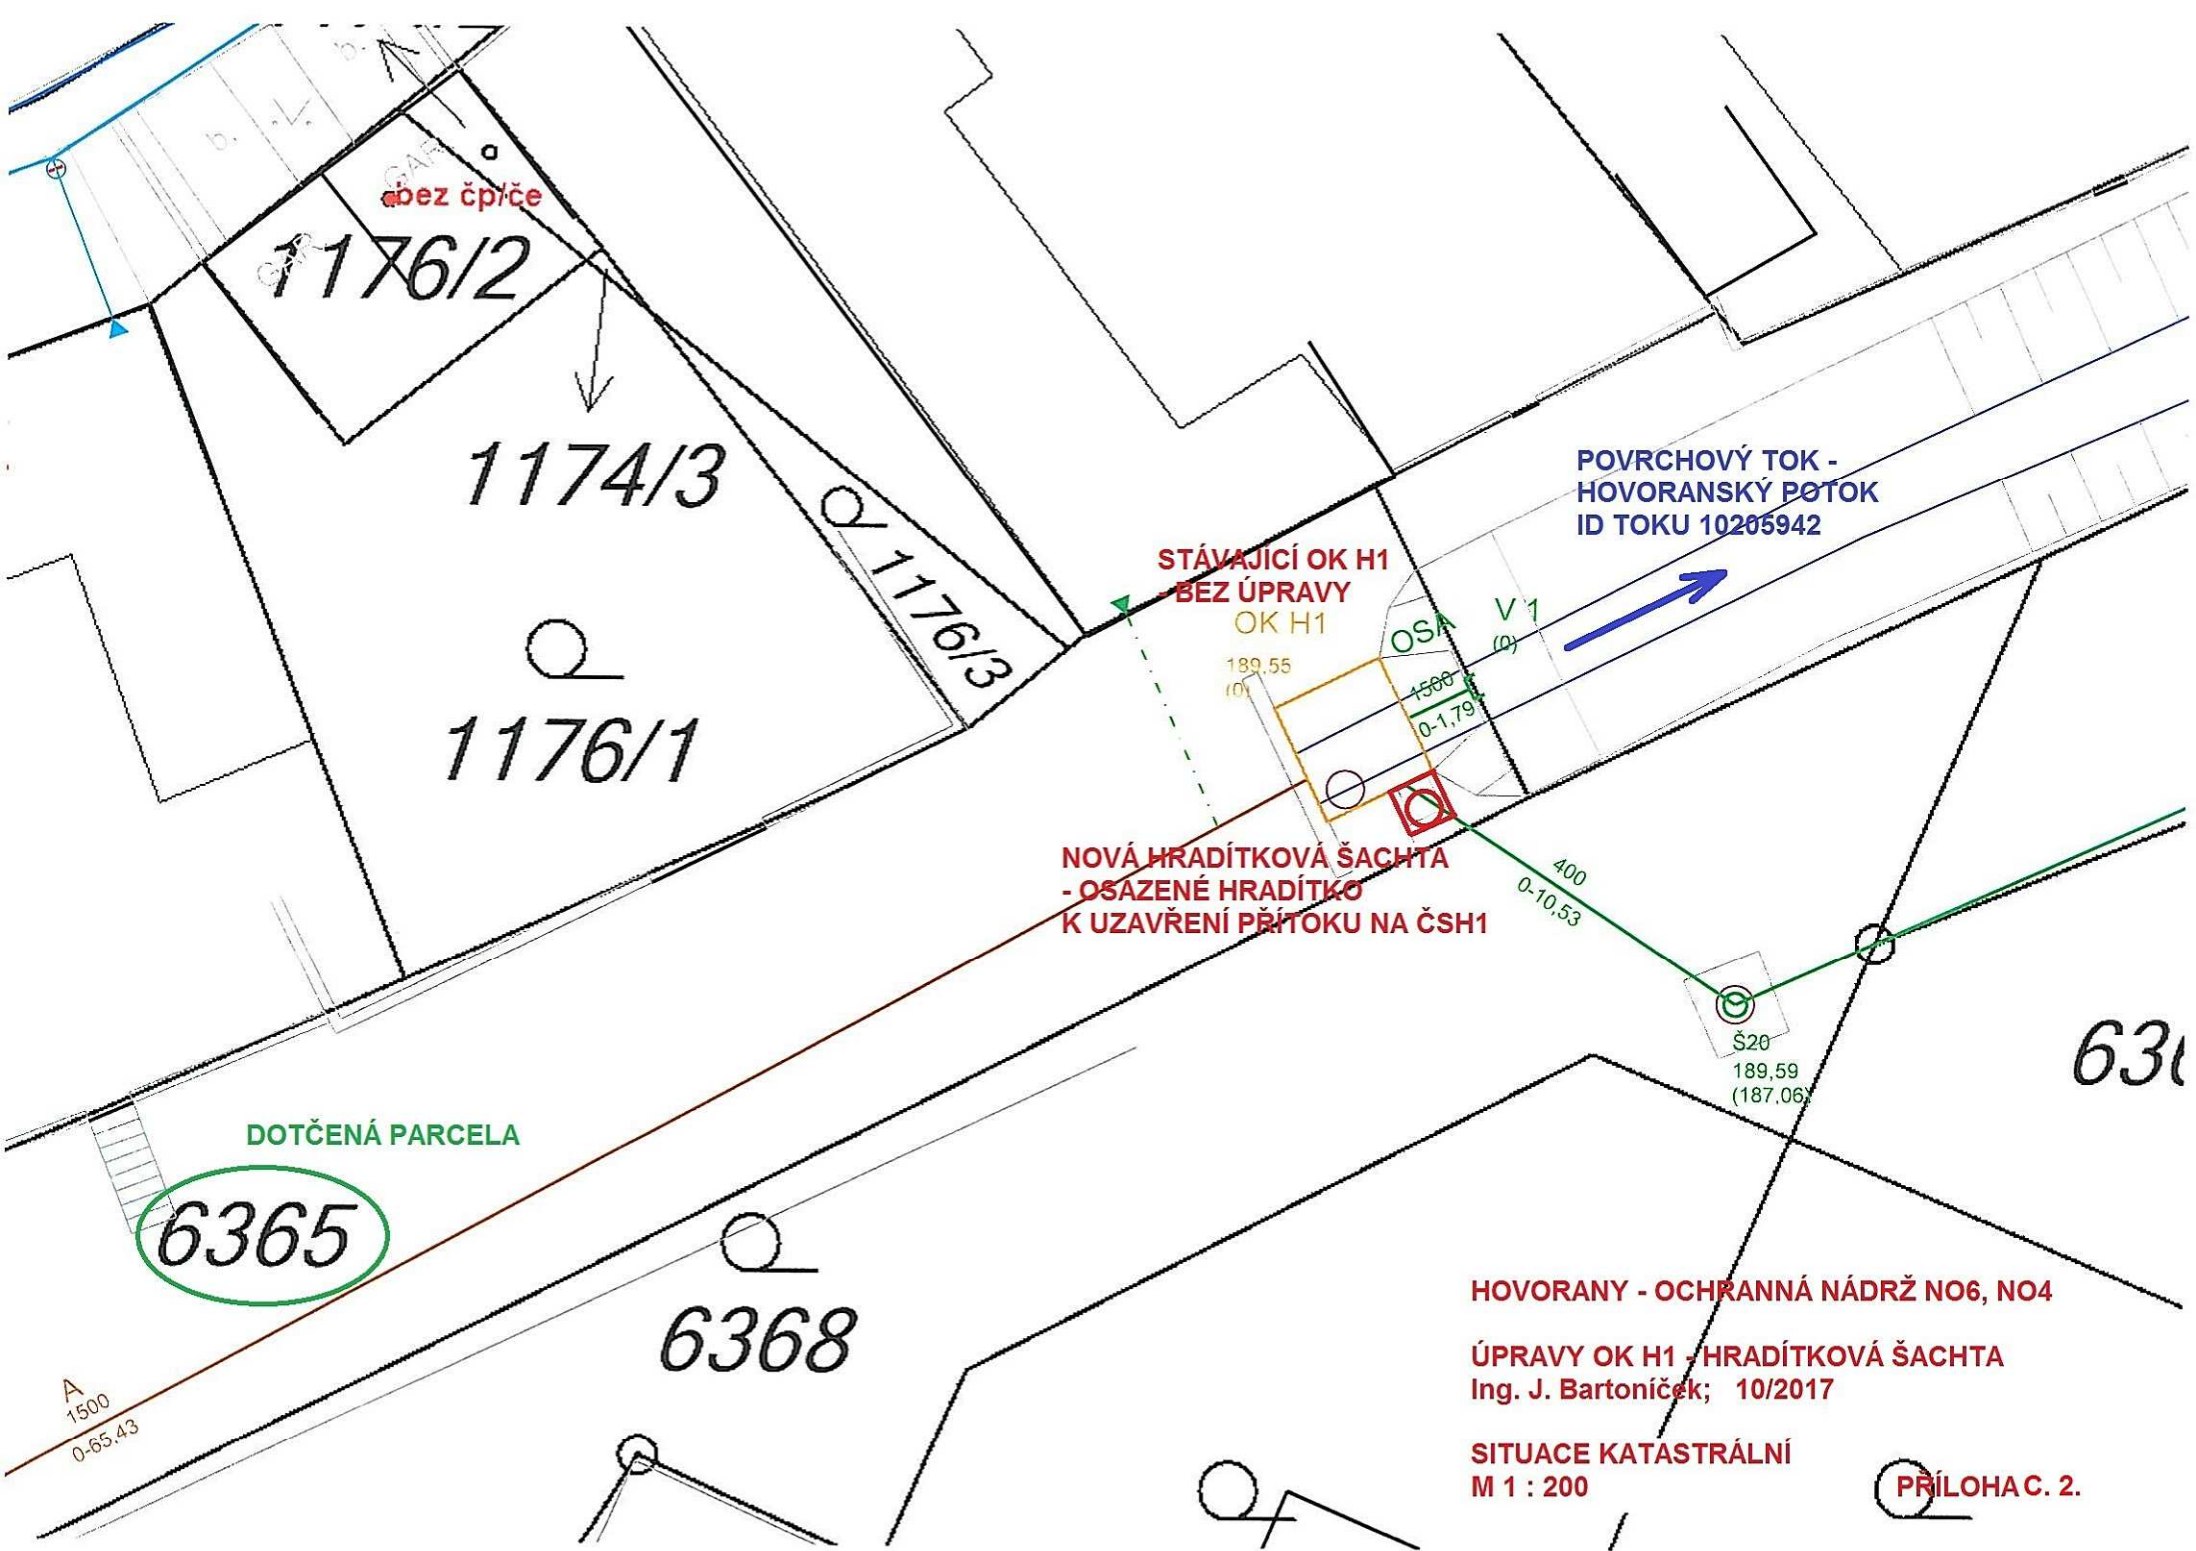 b.
b.
GAR
bez čp/če
GAR
1176/2
1174/3
1176/3
1176/1
POVRCHOVÝ TOK -
HOVORANSKÝ POTOK
ID TOKU 10205942
STÁVAJÍCÍ OK H1
- BEZ ÚPRAVY
OK H1
189,55
(0)
OSA
V 1
(0)
1500
0-1,79
NOVÁ HRADÍTKOVÁ ŠACHTA
- OSAZENÉ HRADÍTKO
K UZAVŘENÍ PŘÍTOKU NA ČSH1
400
0-10,53
Š20
189,59
(187,06)
DOTČENÁ PARCELA
6365
6368
A
1500
0-65,43
HOVORANY - OCHRANNÁ NÁDRŽ NO6, NO4
ÚPRAVY OK H1 - HRADÍTKOVÁ ŠACHTA
Ing. J. Bartoníček;   10/2017
SITUACE KATASTRÁLNÍ
M 1 : 200
PŘÍLOHA C. 2.